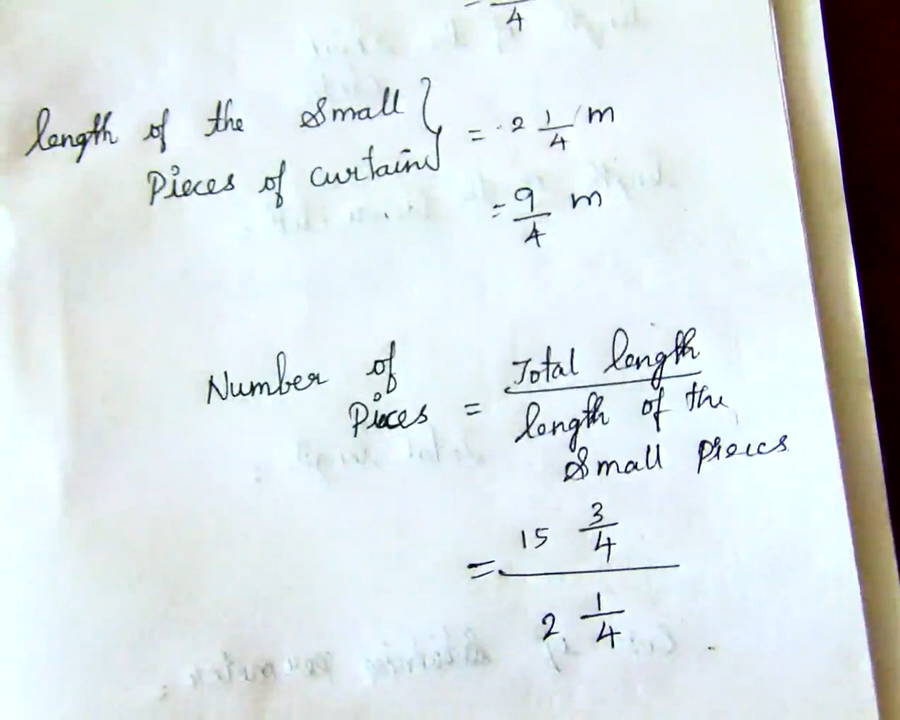 4
length of the small } = 2 1/4 m
Pieces of curtains
= 9/4 m
Number of
Pieces = Total length / length of the
small pieces
= 15 3/4 / 2 1/4